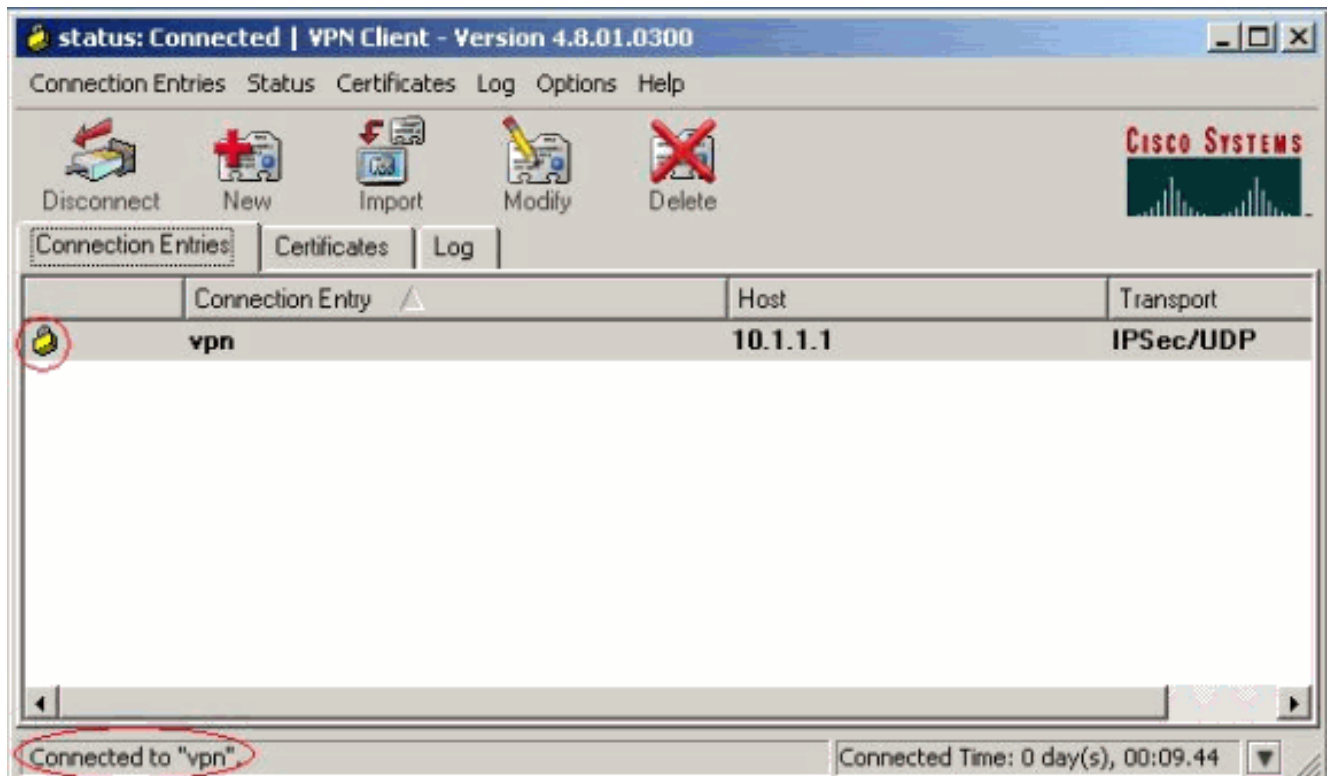 status: Connected | VPN Client - Version 4.8.01.0300
Connection Entries Status Certificates Log Options Help
Disconnect New Import Modify Delete
CISCO SYSTEMS
Connection Entries Certificates Log
Connection Entry Host Transport
vpn 10.1.1.1 IPSec/UDP
Connected to "vpn". Connected Time: 0 day(s), 00:09.44